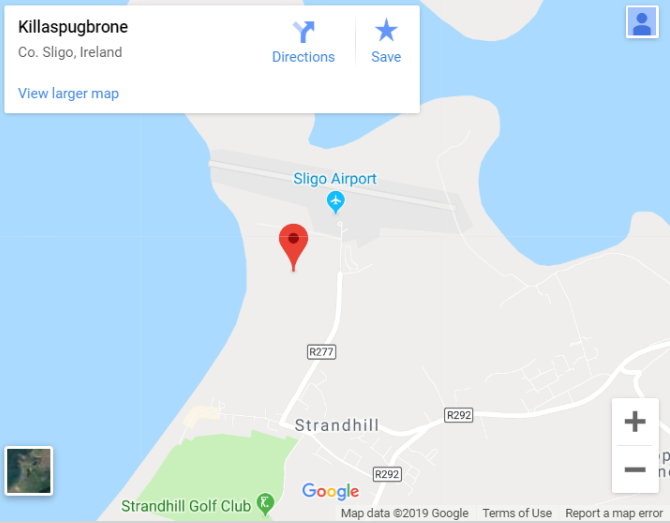 Killaspugbrone
Co. Sligo, Ireland
Directions
Save
View larger map
Sligo Airport
R277
Strandhill
R292
R292
Strandhill Golf Club
Google
Map data ©2019 Google
Terms of Use
Report a map error